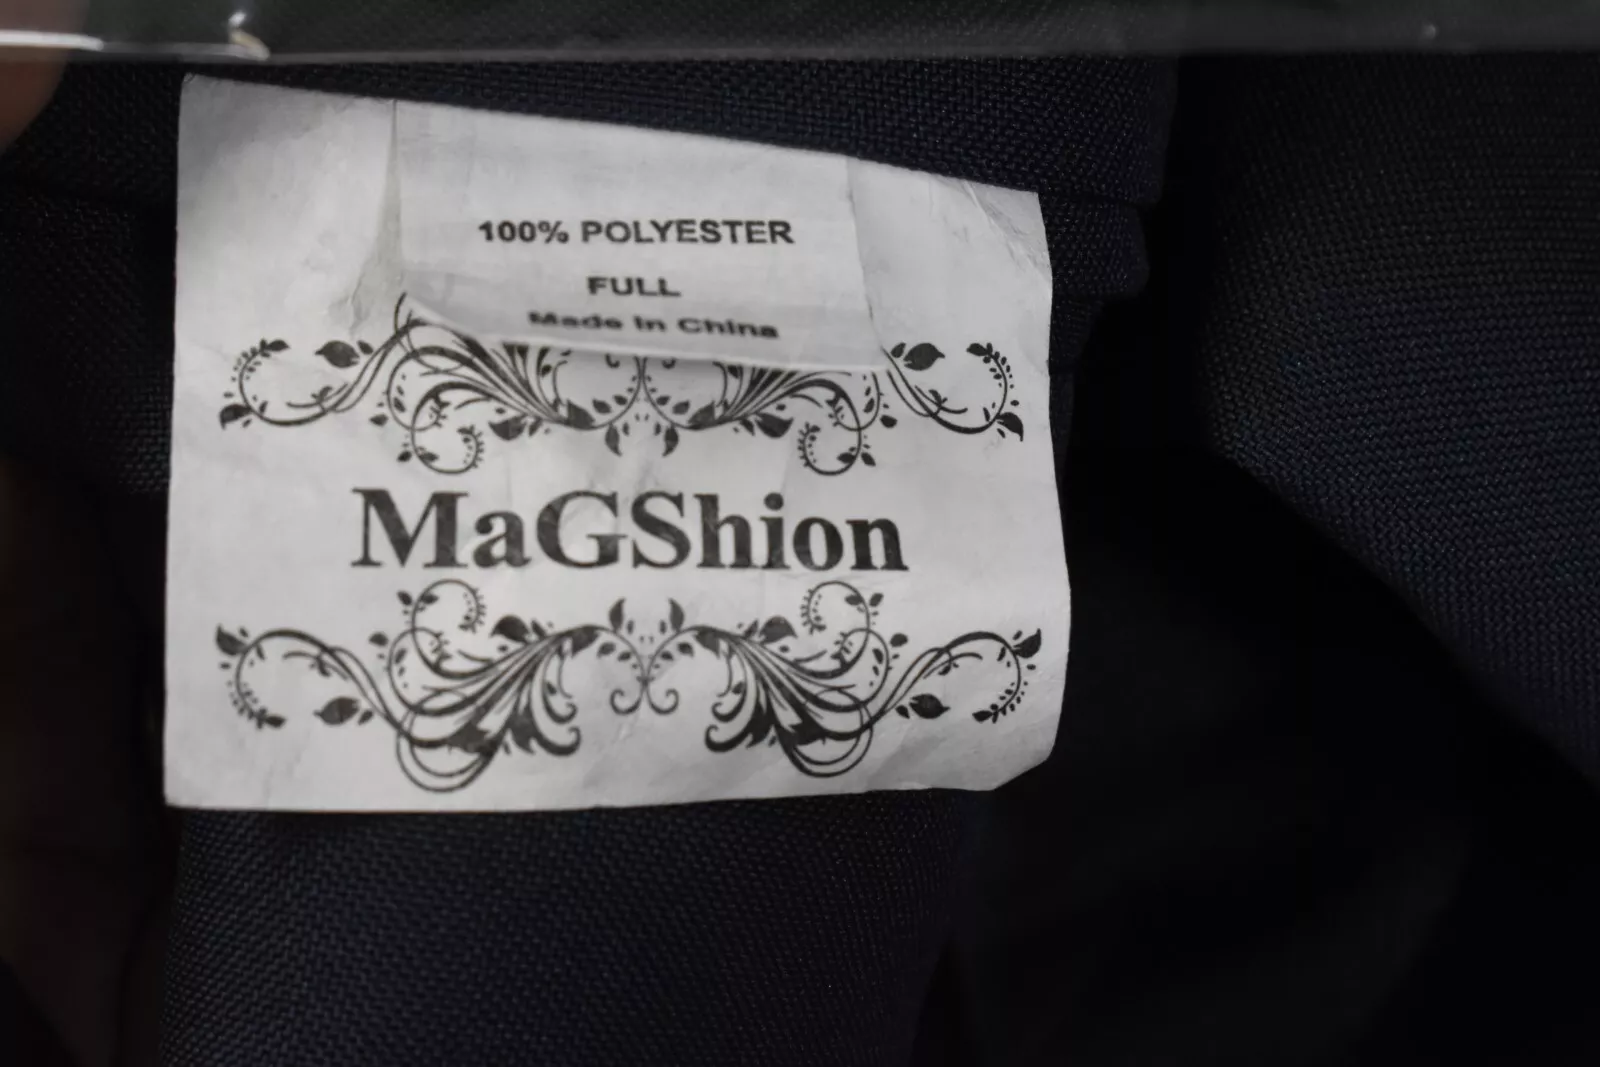 100% POLYESTER
FULL
Made in China
MaGShion